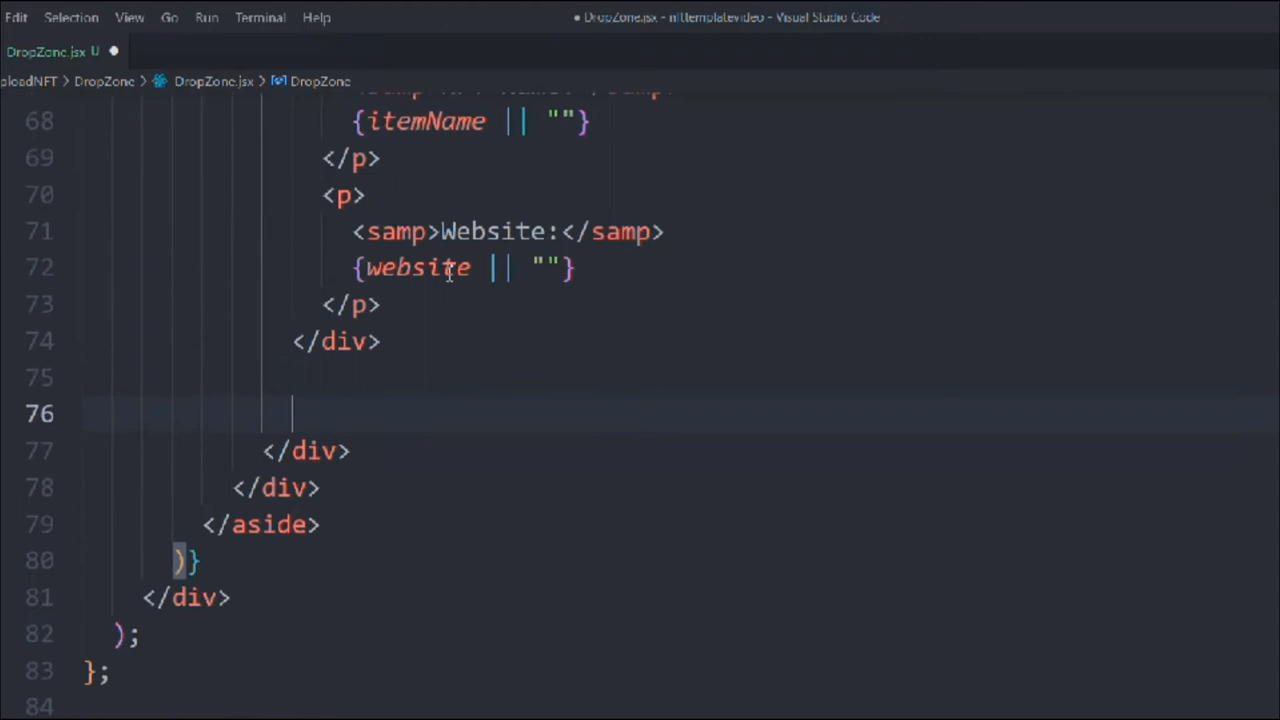 Edit Selection View Go Run Terminal Help ● DropZone.jsx - nfttemplatevideo - Visual Studio Code
DropZone.jsx U ●
ploadNFT > DropZone > DropZone.jsx > DropZone
68 {itemName || ""}
69 </p>
70 <p>
71 <samp>Website:</samp>
72 {website || ""}
73 </p>
74 </div>
75
76
77 </div>
78 </div>
79 </aside>
80 )}
81 </div>
82 );
83 };
84